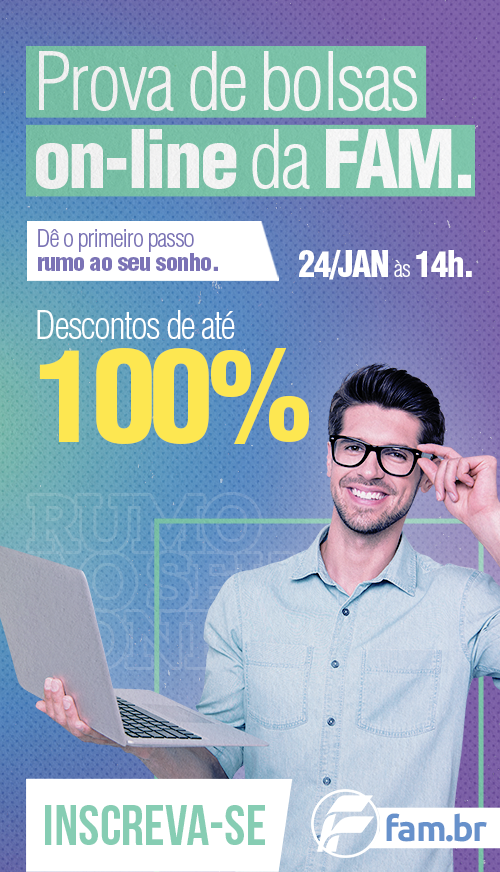 Prova de bolsas
on-line da FAM.
Dê o primeiro passo
rumo ao seu sonho.
24/JAN às 14h.
Descontos de até
100%
RUMO
INSCREVA-SE
fam.br